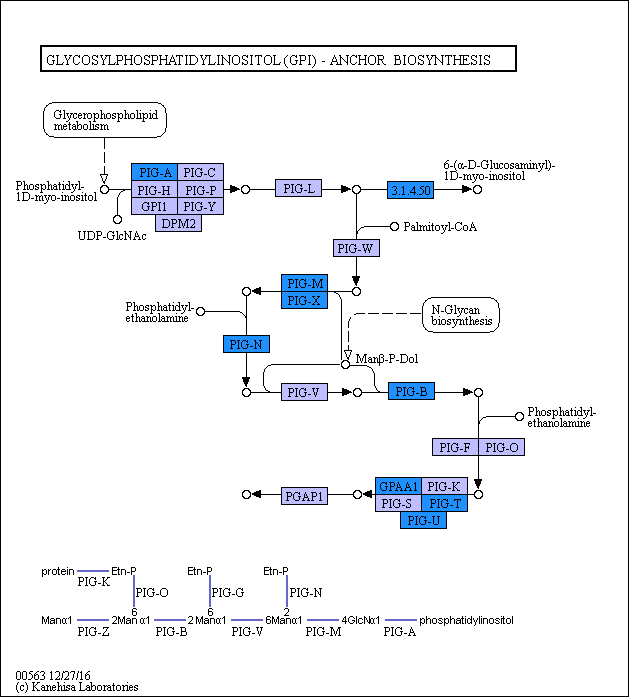 GLYCOSYLPHOSPHATIDYLINOSITOL (GPI) - ANCHOR BIOSYNTHESIS
Glycerophospholipid
metabolism
Phosphatidyl-
1D-myo-inositol
UDP-GlcNAc
PIG-A PIG-C
PIG-H PIG-P
GPI1 PIG-Y
DPM2
PIG-L
3.1.4.50
6-(α-D-Glucosaminyl)-
1D-myo-inositol
Palmitoyl-CoA
PIG-W
PIG-M
PIG-X
Phosphatidyl-
ethanolamine
N-Glycan
biosynthesis
PIG-N
Manβ-P-Dol
PIG-V
PIG-B
Phosphatidyl-
ethanolamine
PIG-F PIG-O
GPAA1 PIG-K
PIG-S PIG-T
PIG-U
PGAP1
protein Etn-P Etn-P Etn-P
PIG-K
PIG-O PIG-G PIG-N
6 6 2
Manα1 2Manα1 2Manα1 6Manα1 4GlcNα1 phosphatidylinositol
PIG-Z PIG-B PIG-V PIG-M PIG-A
00563 12/27/16
(c) Kanehisa Laboratories